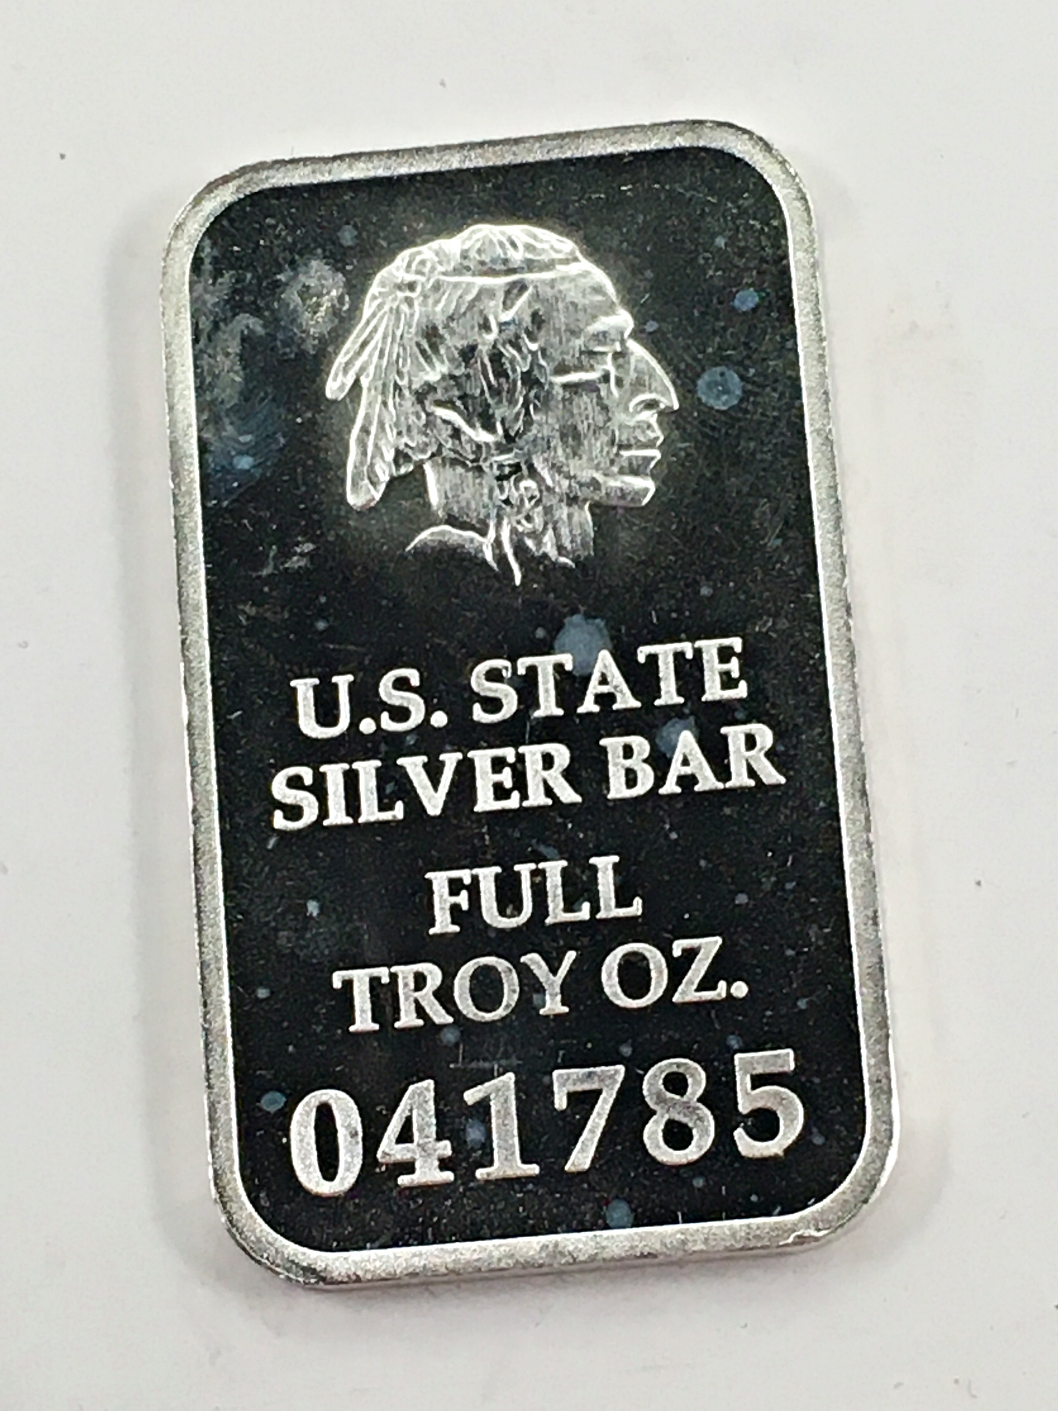 U.S. STATE
SILVER BAR
FULL
TROY OZ.
041785